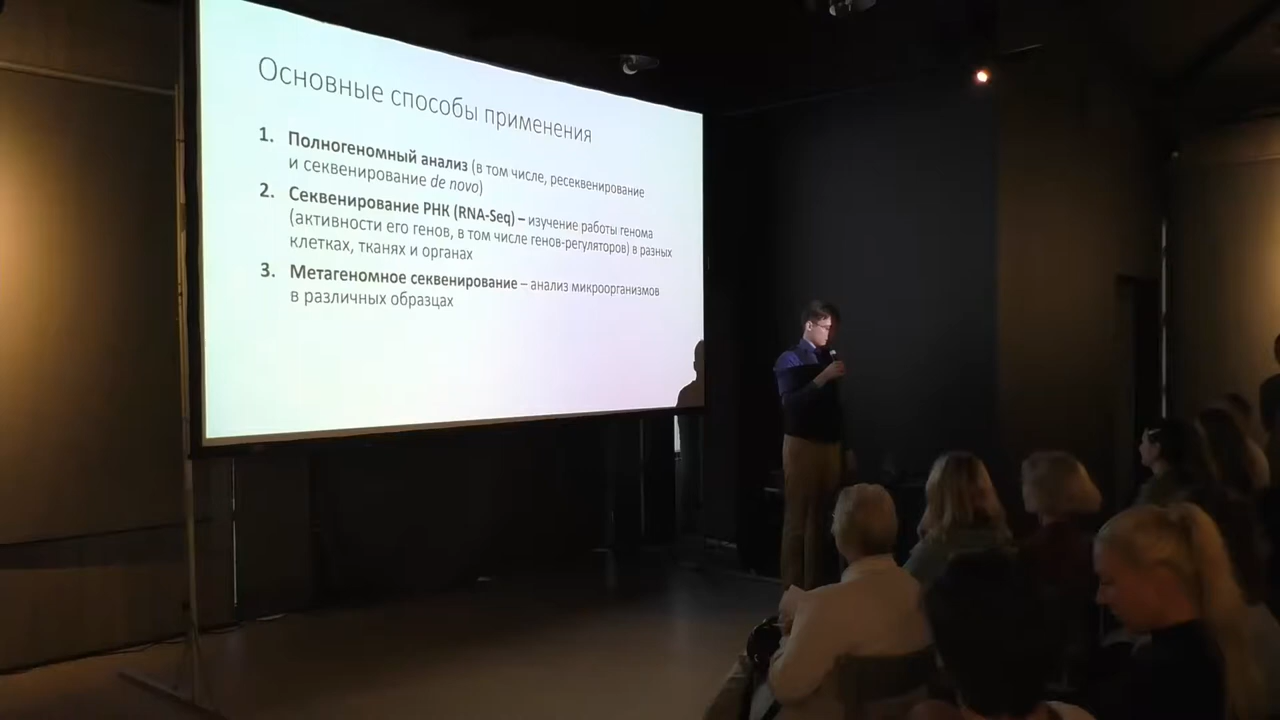 Основные способы применения
1. Полногеномный анализ (в том числе, ресеквенирование
и секвенирование de novo)
2. Секвенирование РНК (RNA-Seq) – изучение работы генома
(активности его генов, в том числе генов-регуляторов) в разных
клетках, тканях и органах
3. Метагеномное секвенирование – анализ микроорганизмов
в различных образцах